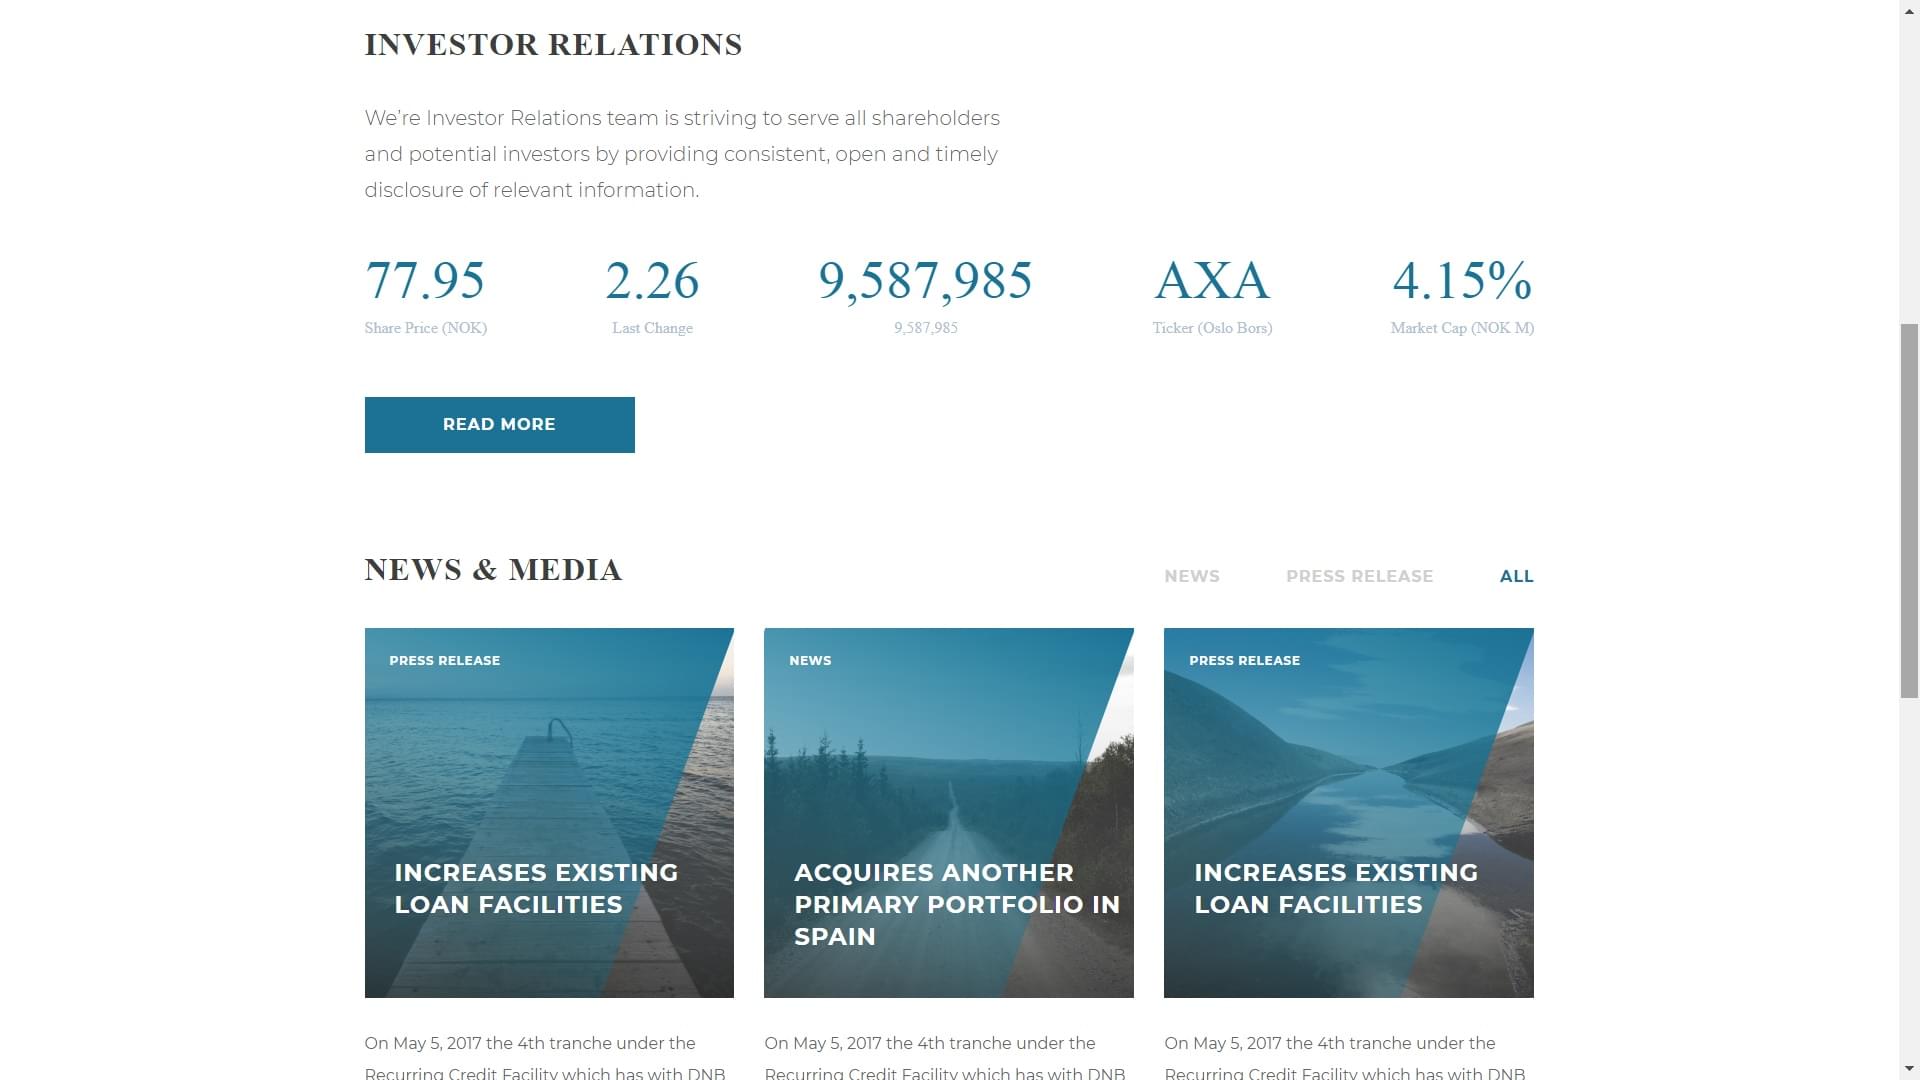 INVESTOR RELATIONS
We’re Investor Relations team is striving to serve all shareholders
and potential investors by providing consistent, open and timely
disclosure of relevant information.
77.95
Share Price (NOK)
2.26
Last Change
9,587,985
9,587,985
AXA
Ticker (Oslo Bors)
4.15%
Market Cap (NOK M)
READ MORE
NEWS & MEDIA
NEWS
PRESS RELEASE
ALL
PRESS RELEASE
INCREASES EXISTING
LOAN FACILITIES
On May 5, 2017 the 4th tranche under the
Recurring Credit Facility which has with DNB
NEWS
ACQUIRES ANOTHER
PRIMARY PORTFOLIO IN
SPAIN
On May 5, 2017 the 4th tranche under the
Recurring Credit Facility which has with DNB
PRESS RELEASE
INCREASES EXISTING
LOAN FACILITIES
On May 5, 2017 the 4th tranche under the
Recurring Credit Facility which has with DNB